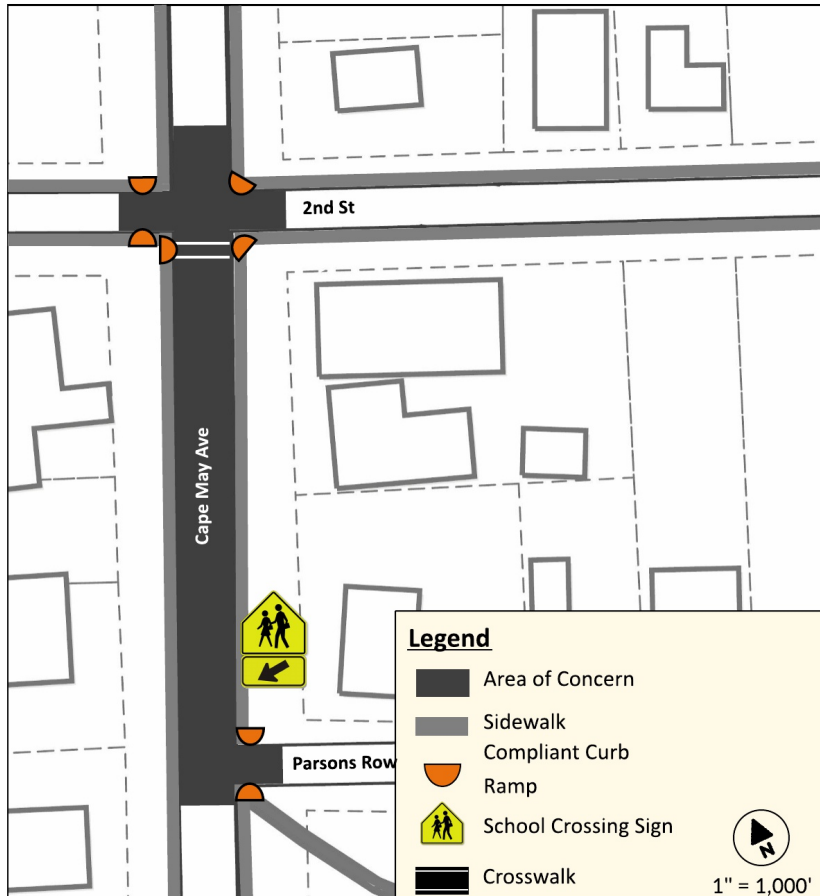 2nd St
Cape May Ave
Parsons Row
Legend
Area of Concern
Sidewalk
Compliant Curb
Ramp
School Crossing Sign
Crosswalk
N
1" = 1,000'